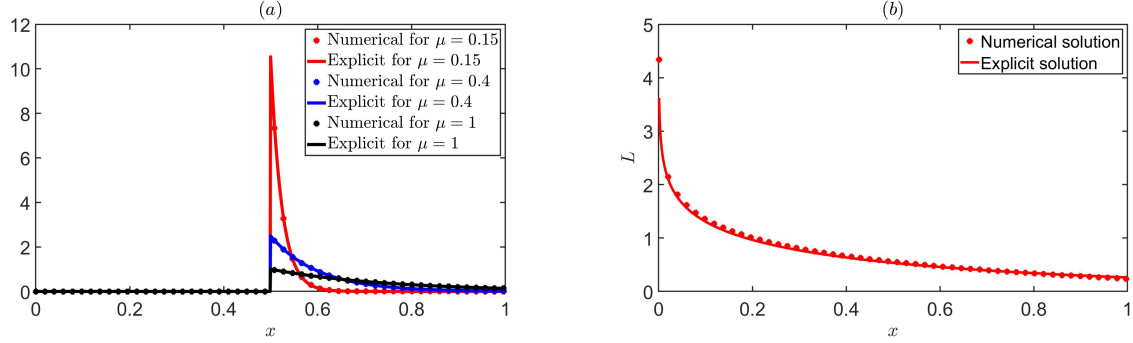 (a)
12
10
8
6
4
2
0
0
0.2
0.4
0.6
0.8
1
x
Numerical for μ = 0.15
Explicit for μ = 0.15
Numerical for μ = 0.4
Explicit for μ = 0.4
Numerical for μ = 1
Explicit for μ = 1
(b)
5
4
3
2
1
0
L
0
0.2
0.4
0.6
0.8
1
x
Numerical solution
Explicit solution